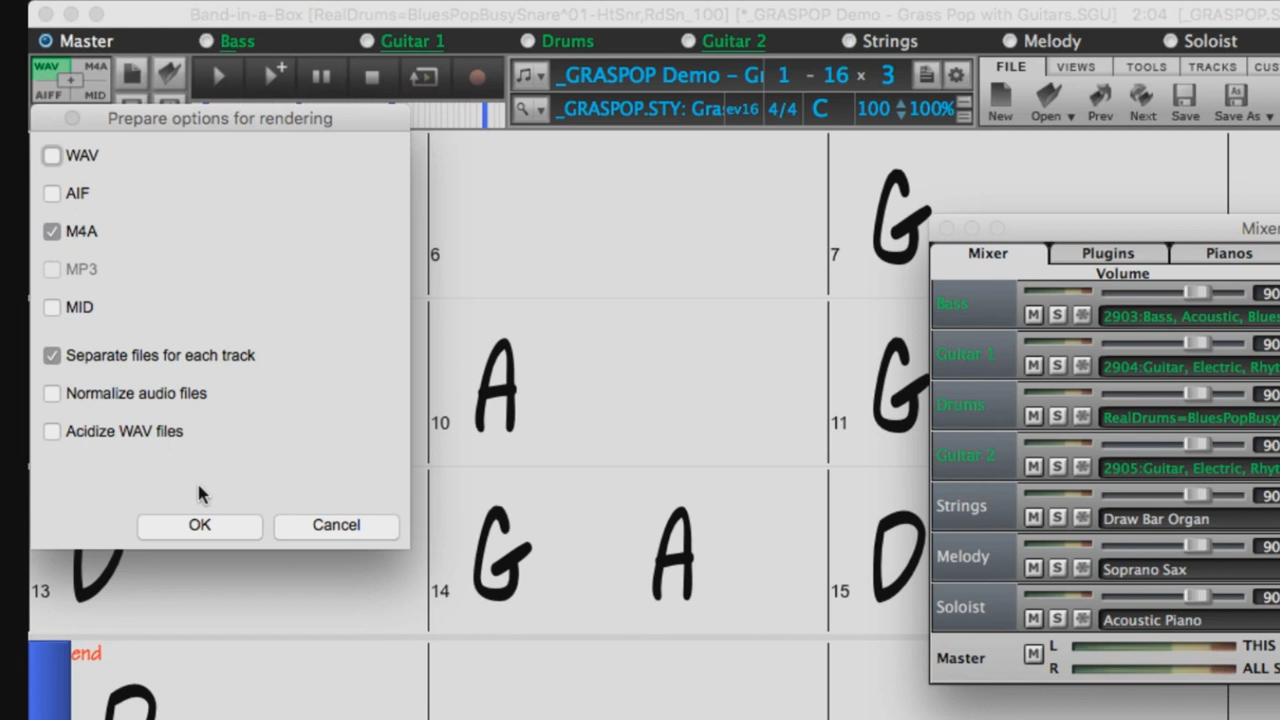 Band-in-a-Box [RealDrums=BluesPopBusySnare^01-HtSnr,RdSn_100] [*_GRASPOP Demo - Grass Pop with Guitars.SGU] 2:04 [_GRASPOP.S
Master Bass Guitar 1 Drums Guitar 2 Strings Melody Soloist
WAV M4A
AIFF MID
_GRASPOP Demo - Gr 1 - 16 x 3
_GRASPOP.STY: Gra ev16 4/4 C 100 100%
FILE VIEWS TOOLS TRACKS CUS
New Open Prev Next Save Save As
Prepare options for rendering
WAV
AIF
M4A
MP3
MID
Separate files for each track
Normalize audio files
Acidize WAV files
OK Cancel
6
7 G
10 A
11 G
13 D
14 G A
15 D
end
D
Mixer
Mixer Plugins Pianos
Volume
Bass 90
M S 2903:Bass, Acoustic, Blues
Guitar 1 90
M S 2904:Guitar, Electric, Rhyt
Drums 90
M S RealDrums=BluesPopBusy
Guitar 2 90
M S 2905:Guitar, Electric, Rhyt
Strings 90
M S Draw Bar Organ
Melody 90
M S Soprano Sax
Soloist 90
M S Acoustic Piano
Master M L THIS
R ALL S